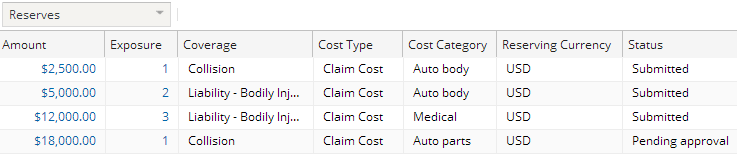 Reserves
Amount Exposure Coverage Cost Type Cost Category Reserving Currency Status
$2,500.00 1 Collision Claim Cost Auto body USD Submitted
$5,000.00 2 Liability - Bodily Inj... Claim Cost Auto body USD Submitted
$12,000.00 3 Liability - Bodily Inj... Claim Cost Medical USD Submitted
$18,000.00 1 Collision Claim Cost Auto parts USD Pending approval